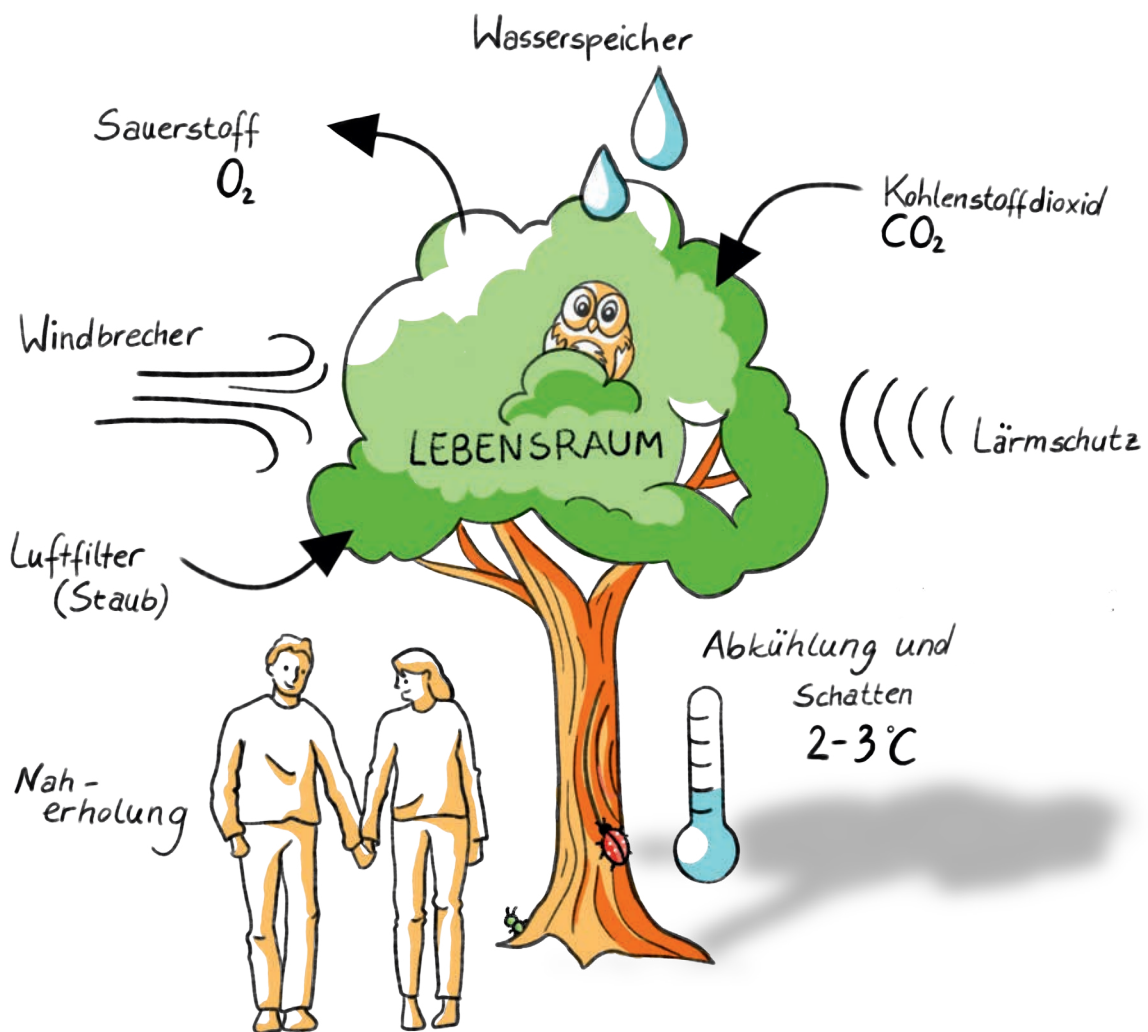 Wasserspeicher
Sauerstoff
O₂
Kohlenstoffdioxid
CO₂
Windbrecher
LEBENSRAUM
Lärmschutz
Luftfilter
(Staub)
Abkühlung und
Schatten
2-3°C
Nah-
erholung